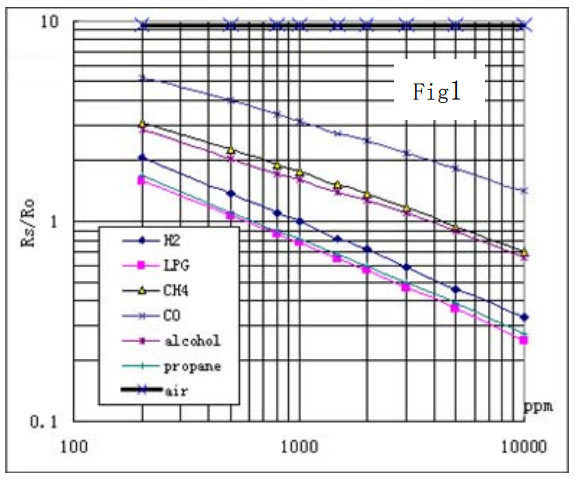 10
Fig1
Rs/Ro
1
H2
LPG
CH4
CO
alcohol
propane
air
0.1
ppm
100
1000
10000